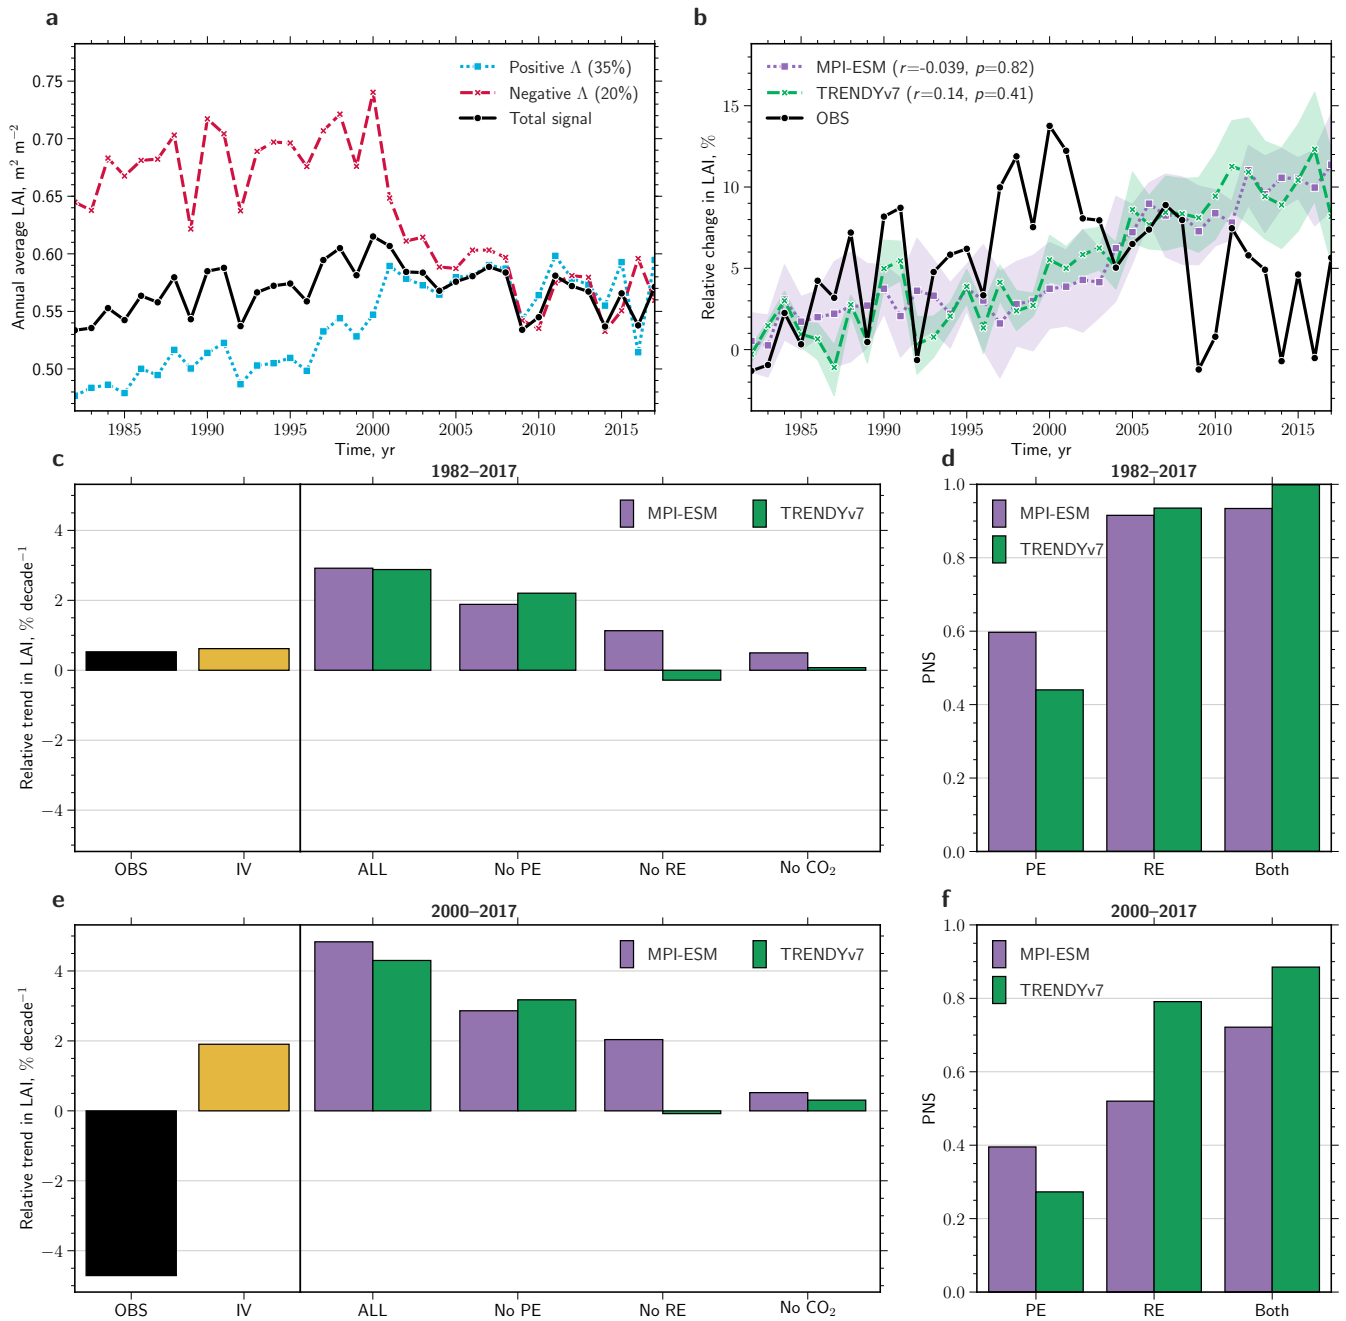 a
Annual average LAI, m² m⁻²
0.75
0.70
0.65
0.60
0.55
0.50
Positive Λ (35%)
Negative Λ (20%)
Total signal
1985 1990 1995 2000 2005 2010 2015
Time, yr
b
Relative change in LAI, %
15
10
5
0
MPI-ESM (r=-0.039, p=0.82)
TRENDYv7 (r=0.14, p=0.41)
OBS
1985 1990 1995 2000 2005 2010 2015
Time, yr
c
1982–2017
Relative trend in LAI, % decade⁻¹
4
2
0
−2
−4
MPI-ESM TRENDYv7
OBS IV ALL No PE No RE No CO₂
d
1982–2017
PNS
1.0
0.8
0.6
0.4
0.2
0.0
MPI-ESM
TRENDYv7
PE RE Both
e
2000–2017
Relative trend in LAI, % decade⁻¹
4
2
0
−2
−4
MPI-ESM TRENDYv7
OBS IV ALL No PE No RE No CO₂
f
2000–2017
PNS
1.0
0.8
0.6
0.4
0.2
0.0
MPI-ESM
TRENDYv7
PE RE Both